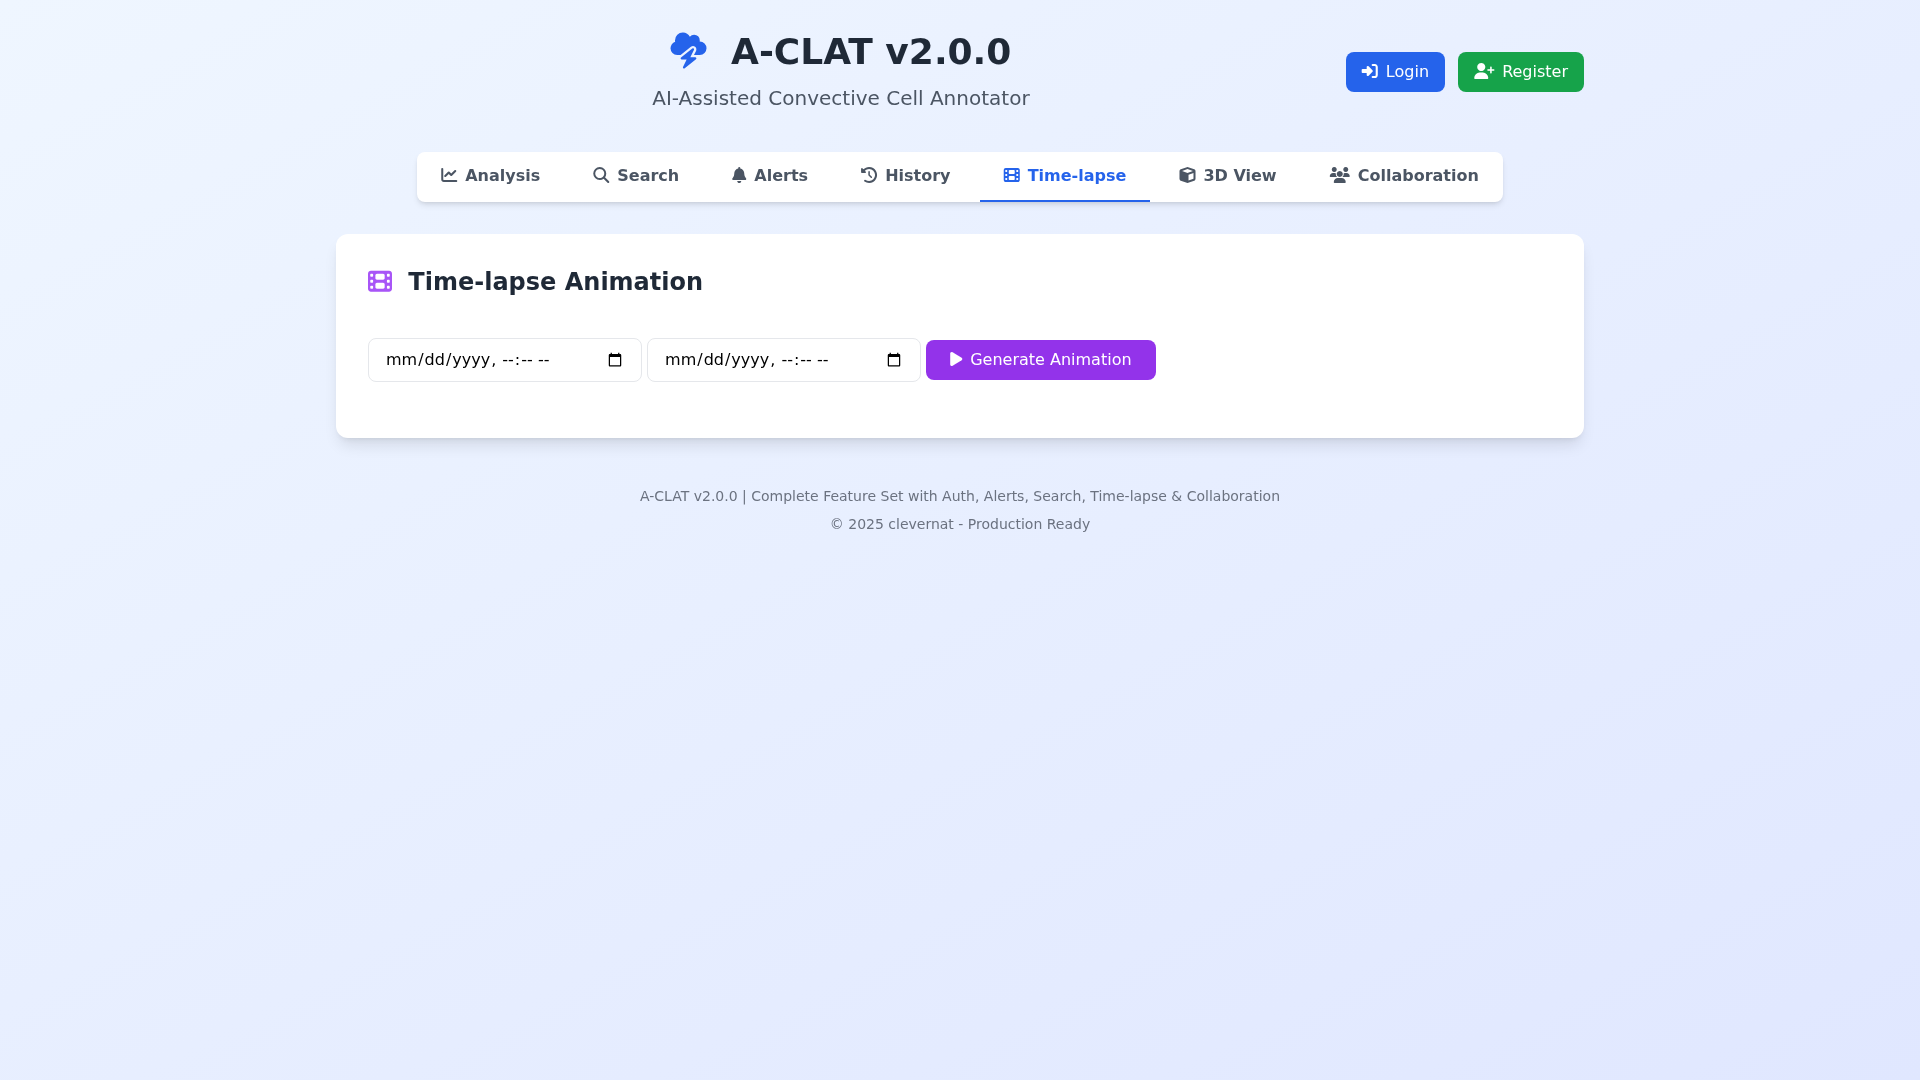 A-CLAT v2.0.0
AI-Assisted Convective Cell Annotator
Login
Register
Analysis
Search
Alerts
History
Time-lapse
3D View
Collaboration
Time-lapse Animation
mm/dd/yyyy, --:-- --
mm/dd/yyyy, --:-- --
Generate Animation
A-CLAT v2.0.0 | Complete Feature Set with Auth, Alerts, Search, Time-lapse & Collaboration
© 2025 clevernat - Production Ready